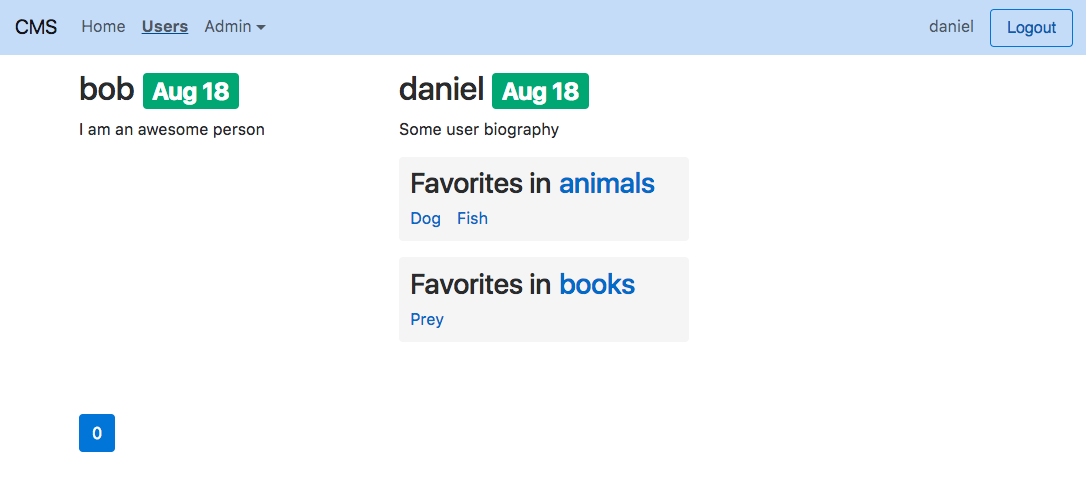 CMS Home Users Admin daniel Logout
bob Aug 18
I am an awesome person
daniel Aug 18
Some user biography
Favorites in animals
Dog Fish
Favorites in books
Prey
0